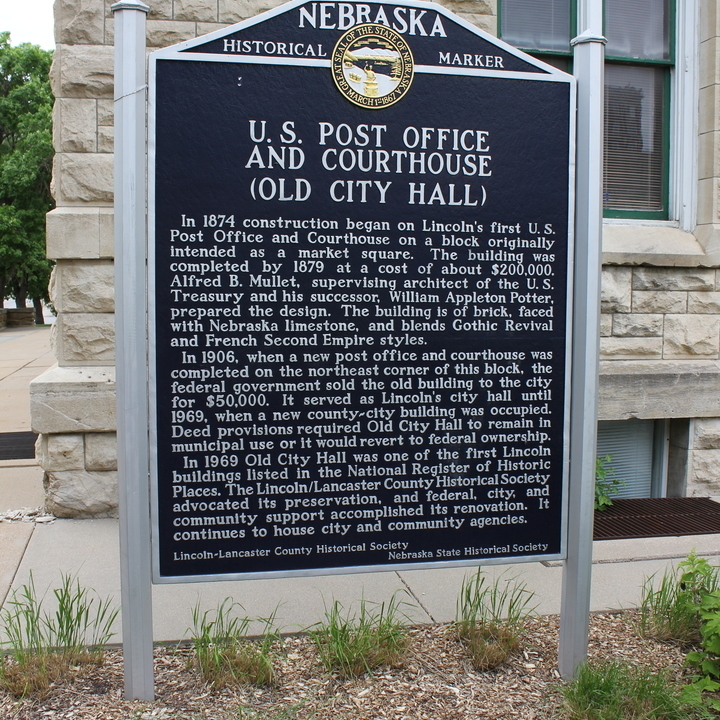 NEBRASKA
HISTORICAL MARKER
GREAT SEAL OF THE STATE OF NEBRASKA
MARCH 1ST 1867
U.S. POST OFFICE
AND COURTHOUSE
(OLD CITY HALL)
In 1874 construction began on Lincoln's first U.S.
Post Office and Courthouse on a block originally
intended as a market square. The building was
completed by 1879 at a cost of about $200,000.
Alfred B. Mullet, supervising architect of the U.S.
Treasury and his successor, William Appleton Potter,
prepared the design. The building is of brick, faced
with Nebraska limestone, and blends Gothic Revival
and French Second Empire styles.
In 1906, when a new post office and courthouse was
completed on the northeast corner of this block, the
federal government sold the old building to the city
for $50,000. It served as Lincoln's city hall until
1969, when a new county-city building was occupied.
Deed provisions required Old City Hall to remain in
municipal use or it would revert to federal ownership.
In 1969 Old City Hall was one of the first Lincoln
buildings listed in the National Register of Historic
Places. The Lincoln/Lancaster County Historical Society
advocated its preservation, and federal, city, and
community support accomplished its renovation. It
continues to house city and community agencies.
Lincoln-Lancaster County Historical Society
Nebraska State Historical Society